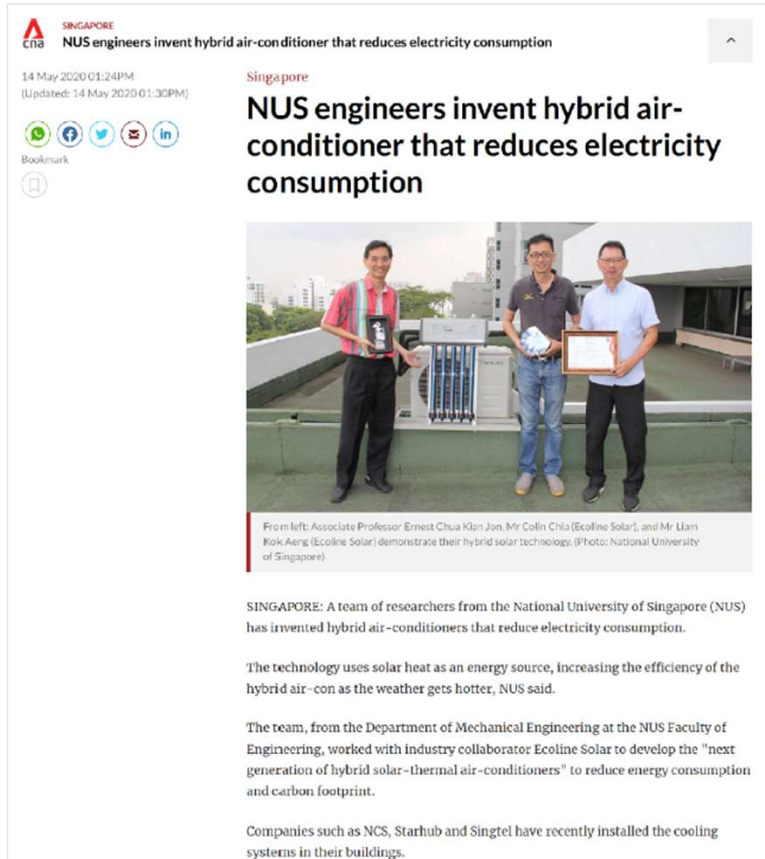 SINGAPORE
cna
NUS engineers invent hybrid air-conditioner that reduces electricity consumption
14 May 2020 01:24PM
(Updated: 14 May 2020 01:30PM)
Bookmark
Singapore
NUS engineers invent hybrid air-
conditioner that reduces electricity
consumption
From left: Associate Professor Ernest Chua Kian Jon, Mr Colin Chia (Ecoline Solar), and Mr Liam
Kok Aeng (Ecoline Solar) demonstrate their hybrid solar technology. (Photo: National University
of Singapore)
SINGAPORE: A team of researchers from the National University of Singapore (NUS)
has invented hybrid air-conditioners that reduce electricity consumption.
The technology uses solar heat as an energy source, increasing the efficiency of the
hybrid air-con as the weather gets hotter, NUS said.
The team, from the Department of Mechanical Engineering at the NUS Faculty of
Engineering, worked with industry collaborator Ecoline Solar to develop the "next
generation of hybrid solar-thermal air-conditioners" to reduce energy consumption
and carbon footprint.
Companies such as NCS, Starhub and Singtel have recently installed the cooling
systems in their buildings.